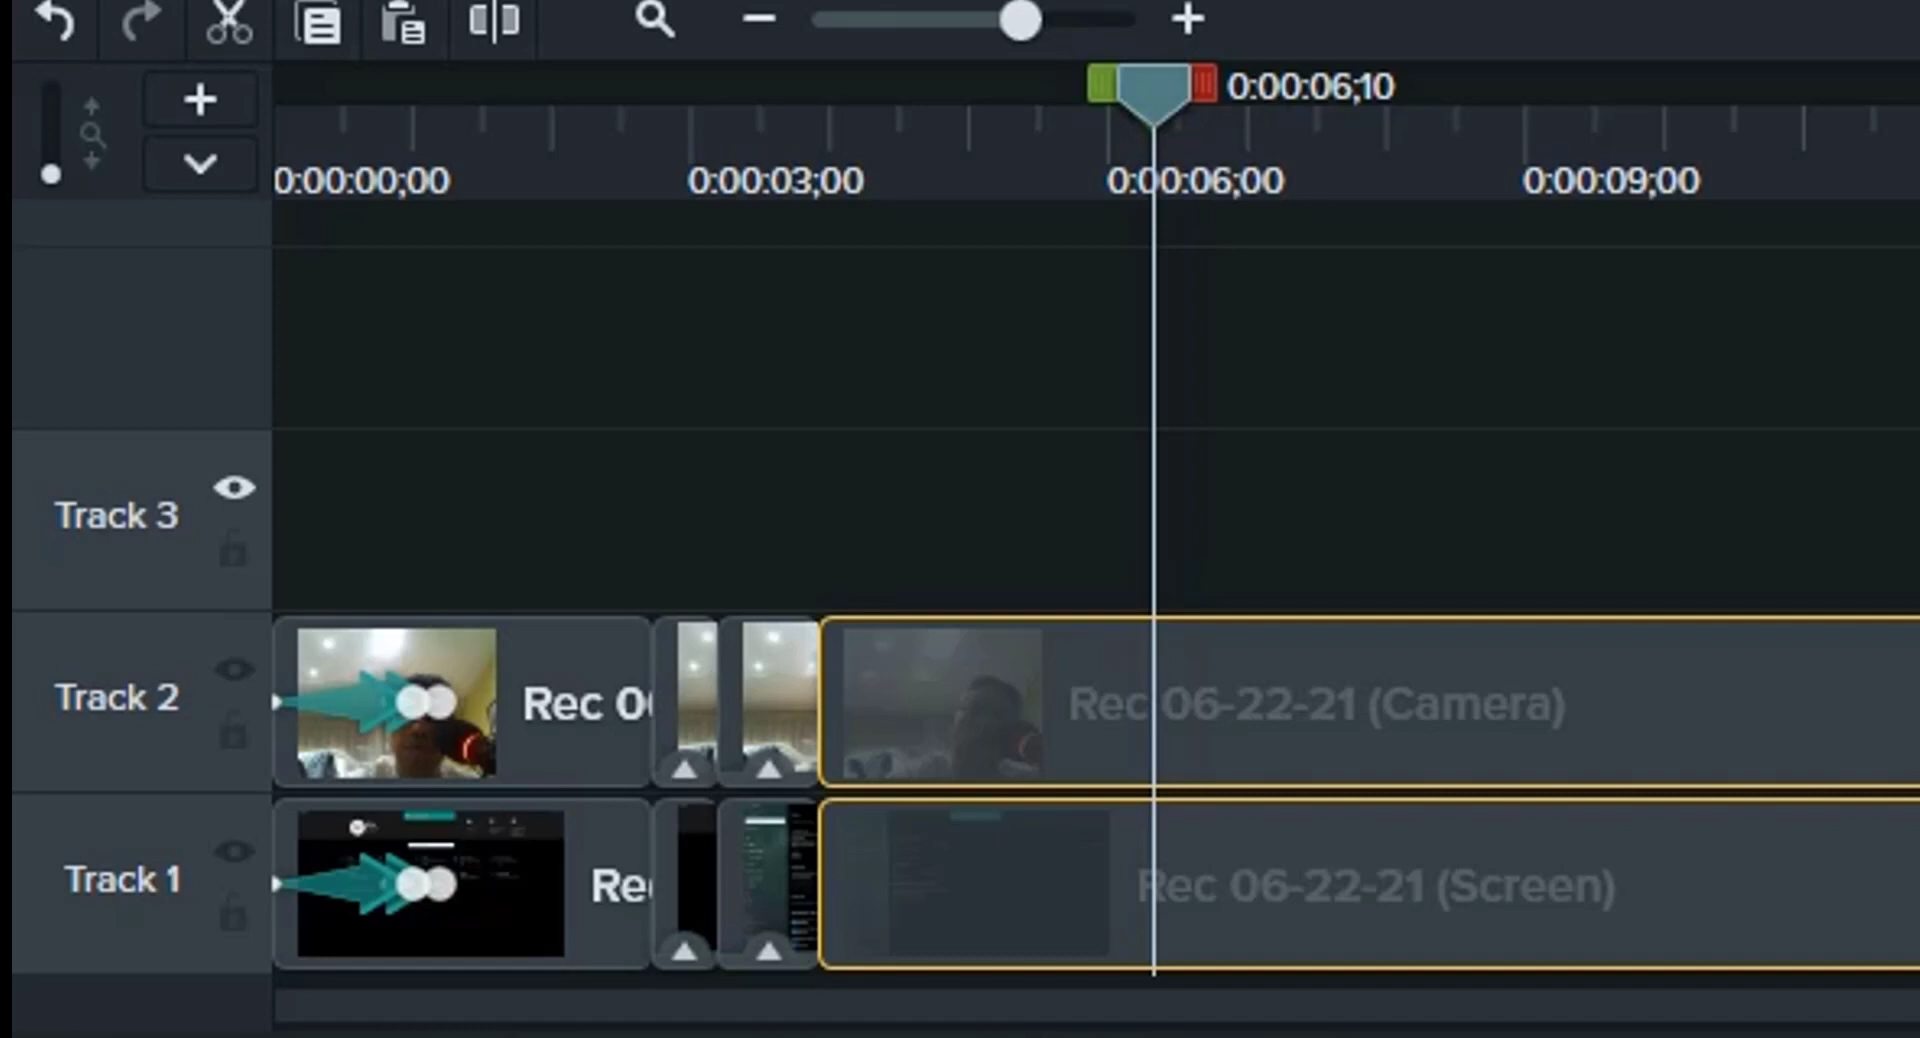 0:00:06;10
0:00:00;00 0:00:03;00 0:00:06;00 0:00:09;00
Track 3
Track 2
Rec 0
Rec 06-22-21 (Camera)
Track 1
Re
Rec 06-22-21 (Screen)